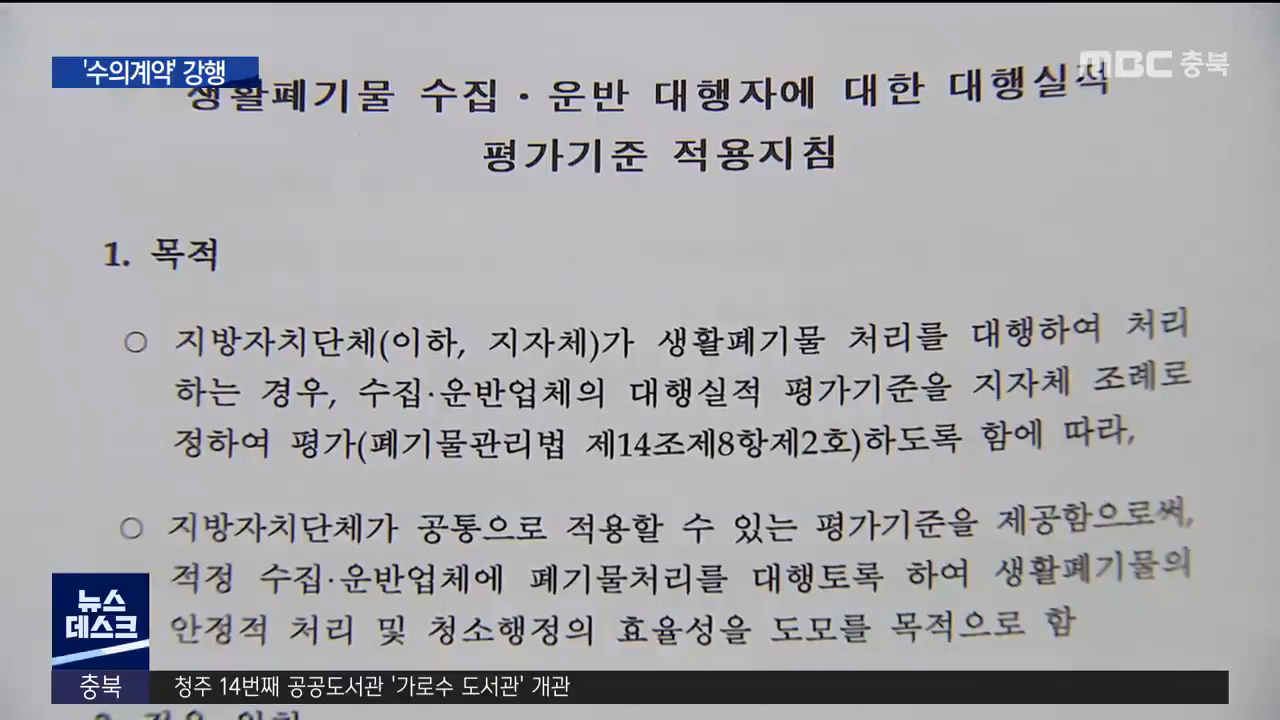 '수의계약' 강행
MBC 충북
생활폐기물 수집·운반 대행자에 대한 대행실적
평가기준 적용지침
1. 목적
○ 지방자치단체(이하, 지자체)가 생활폐기물 처리를 대행하여 처리
하는 경우, 수집·운반업체의 대행실적 평가기준을 지자체 조례로
정하여 평가(폐기물관리법 제14조제8항제2호)하도록 함에 따라,
○ 지방자치단체가 공통으로 적용할 수 있는 평가기준을 제공함으로써,
적정 수집·운반업체에 폐기물처리를 대행토록 하여 생활폐기물의
안정적 처리 및 청소행정의 효율성을 도모를 목적으로 함
뉴스
데스크
충북
청주 14번째 공공도서관 '가로수 도서관' 개관